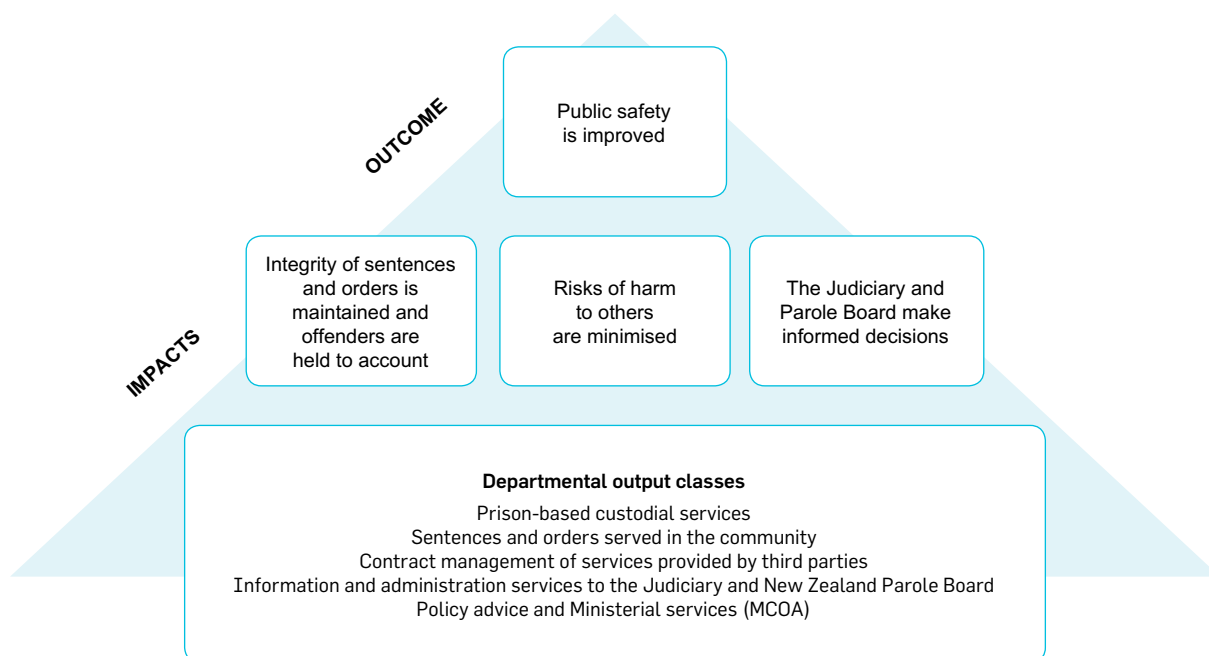 OUTCOME
Public safety
is improved
IMPACTS
Integrity of sentences
and orders is
maintained and
offenders are
held to account
Risks of harm
to others
are minimised
The Judiciary and
Parole Board make
informed decisions
Departmental output classes
Prison-based custodial services
Sentences and orders served in the community
Contract management of services provided by third parties
Information and administration services to the Judiciary and New Zealand Parole Board
Policy advice and Ministerial services (MCOA)